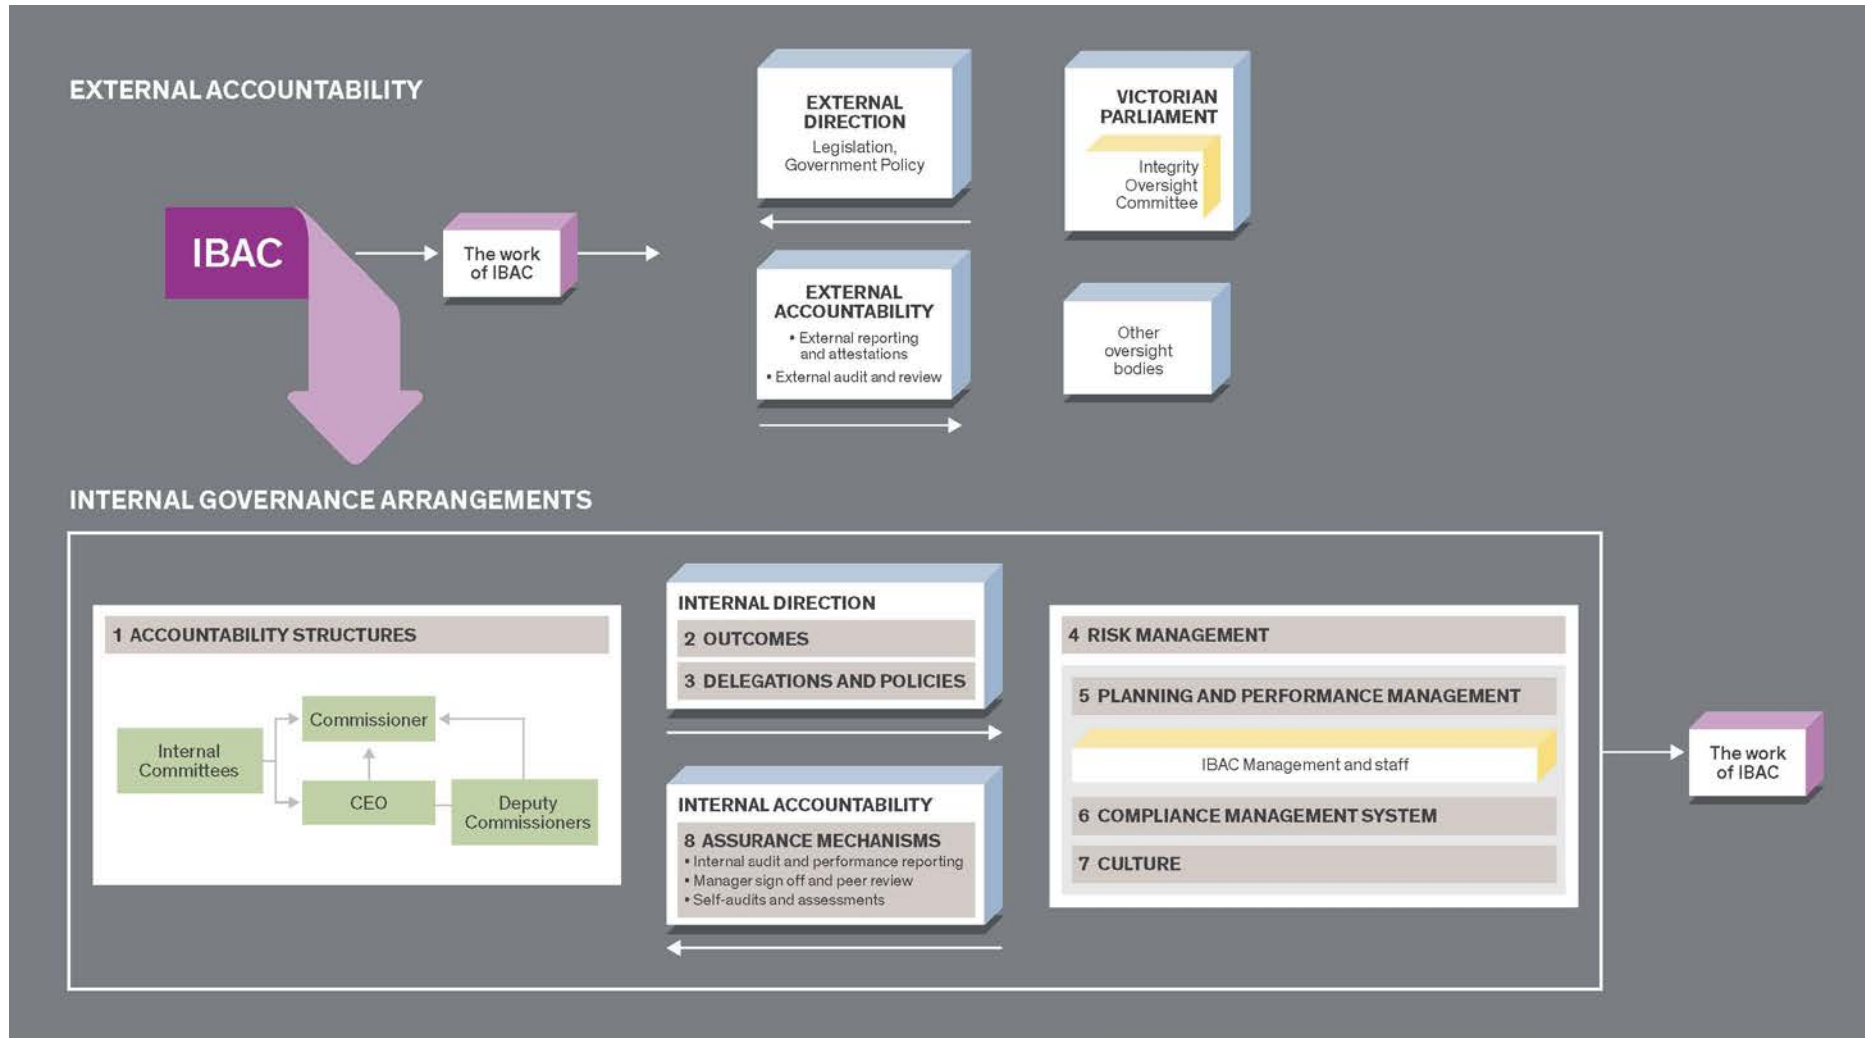 EXTERNAL ACCOUNTABILITY
IBAC
The work
of IBAC
EXTERNAL
DIRECTION
Legislation,
Government Policy
EXTERNAL
ACCOUNTABILITY
• External reporting
and attestations
• External audit and review
VICTORIAN
PARLIAMENT
Integrity
Oversight
Committee
Other
oversight
bodies
INTERNAL GOVERNANCE ARRANGEMENTS
1 ACCOUNTABILITY STRUCTURES
Internal
Committees
Commissioner
CEO
Deputy
Commissioners
INTERNAL DIRECTION
2 OUTCOMES
3 DELEGATIONS AND POLICIES
INTERNAL ACCOUNTABILITY
8 ASSURANCE MECHANISMS
• Internal audit and performance reporting
• Manager sign off and peer review
• Self-audits and assessments
4 RISK MANAGEMENT
5 PLANNING AND PERFORMANCE MANAGEMENT
IBAC Management and staff
6 COMPLIANCE MANAGEMENT SYSTEM
7 CULTURE
The work
of IBAC